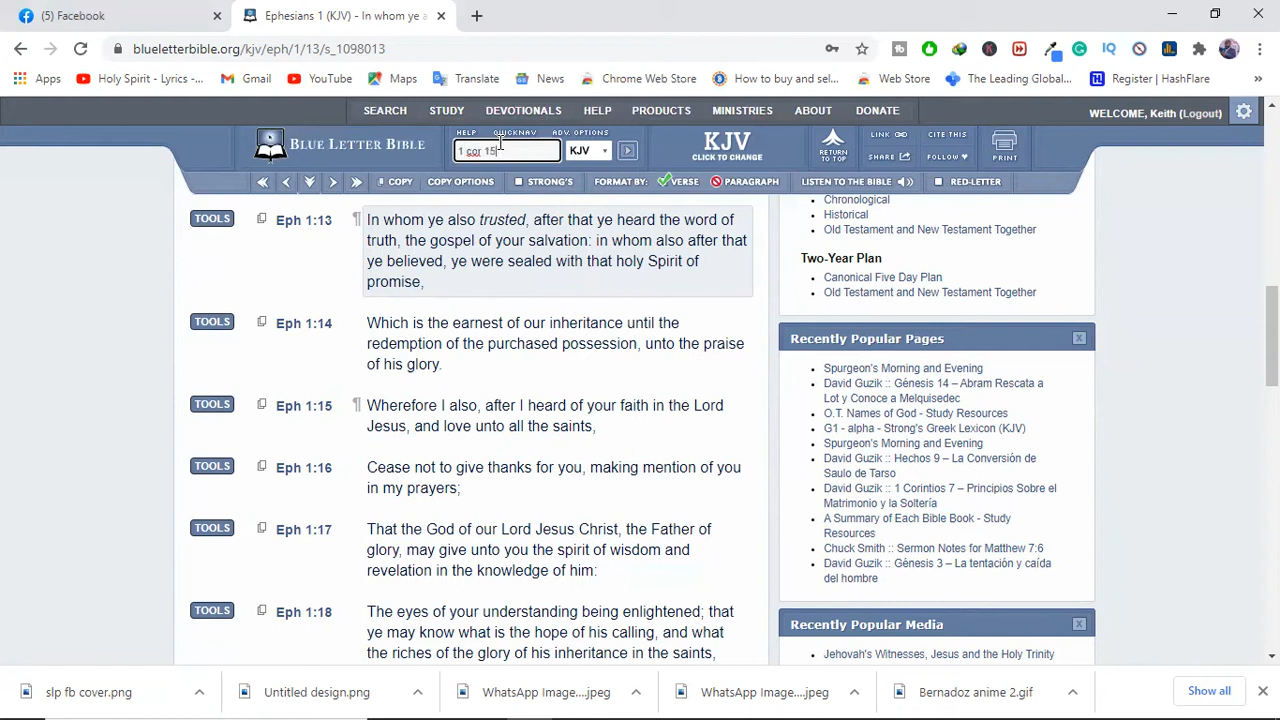 (5) Facebook
Ephesians 1 (KJV) - In whom ye a
blueletterbible.org/kjv/eph/1/13/s_1098013
Apps
Holy Spirit - Lyrics -...
Gmail
YouTube
Maps
Translate
News
Chrome Web Store
How to buy and sel...
Web Store
The Leading Global...
Register | HashFlare
SEARCH STUDY DEVOTIONALS HELP PRODUCTS MINISTRIES ABOUT DONATE
WELCOME, Keith (Logout)
BLUE LETTER BIBLE
HELP QUICKNAV ADV. OPTIONS
1 cor 15
KJV
KJV
CLICK TO CHANGE
RETURN
TO TOP
LINK
CITE THIS
SHARE
FOLLOW
PRINT
COPY COPY OPTIONS STRONG'S FORMAT BY: VERSE PARAGRAPH LISTEN TO THE BIBLE RED-LETTER
TOOLS Eph 1:13 ¶ In whom ye also trusted, after that ye heard the word of
truth, the gospel of your salvation: in whom also after that
ye believed, ye were sealed with that holy Spirit of
promise,
TOOLS Eph 1:14 Which is the earnest of our inheritance until the
redemption of the purchased possession, unto the praise
of his glory.
TOOLS Eph 1:15 ¶ Wherefore I also, after I heard of your faith in the Lord
Jesus, and love unto all the saints,
TOOLS Eph 1:16 Cease not to give thanks for you, making mention of you
in my prayers;
TOOLS Eph 1:17 That the God of our Lord Jesus Christ, the Father of
glory, may give unto you the spirit of wisdom and
revelation in the knowledge of him:
TOOLS Eph 1:18 The eyes of your understanding being enlightened; that
ye may know what is the hope of his calling, and what
the riches of the glory of his inheritance in the saints,
Chronological
Historical
Old Testament and New Testament Together
Two-Year Plan
Canonical Five Day Plan
Old Testament and New Testament Together
Recently Popular Pages
Spurgeon's Morning and Evening
David Guzik :: Génesis 14 – Abram Rescata a
Lot y Conoce a Melquisedec
O.T. Names of God - Study Resources
G1 - alpha - Strong's Greek Lexicon (KJV)
Spurgeon's Morning and Evening
David Guzik :: Hechos 9 – La Conversión de
Saulo de Tarso
David Guzik :: 1 Corintios 7 – Principios Sobre el
Matrimonio y la Soltería
A Summary of Each Bible Book - Study
Resources
Chuck Smith :: Sermon Notes for Matthew 7:6
David Guzik :: Génesis 3 – La tentación y caída
del hombre
Recently Popular Media
Jehovah's Witnesses, Jesus and the Holy Trinity
slp fb cover.png
Untitled design.png
WhatsApp Image....jpeg
WhatsApp Image....jpeg
Bernadoz anime 2.gif
Show all